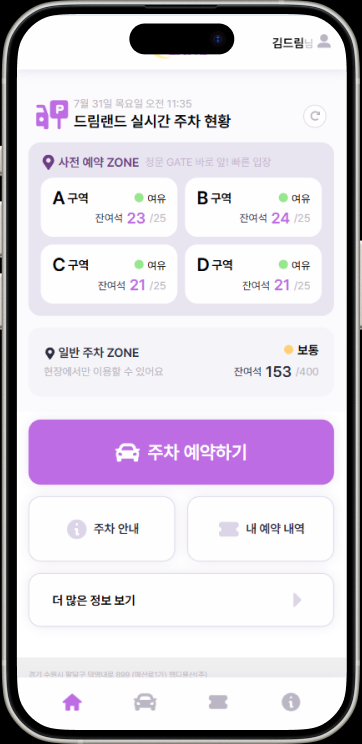 김드림님
7월 31일 목요일 오전 11:35
드림랜드 실시간 주차 현황
사전 예약 ZONE 정문 GATE 바로 앞! 빠른 입장
A 구역 여유
잔여석 23 /25
B 구역 여유
잔여석 24 /25
C 구역 여유
잔여석 21 /25
D 구역 여유
잔여석 21 /25
일반 주차 ZONE 보통
현장에서만 이용할 수 있어요 잔여석 153 /400
주차 예약하기
주차 안내
내 예약 내역
더 많은 정보 보기